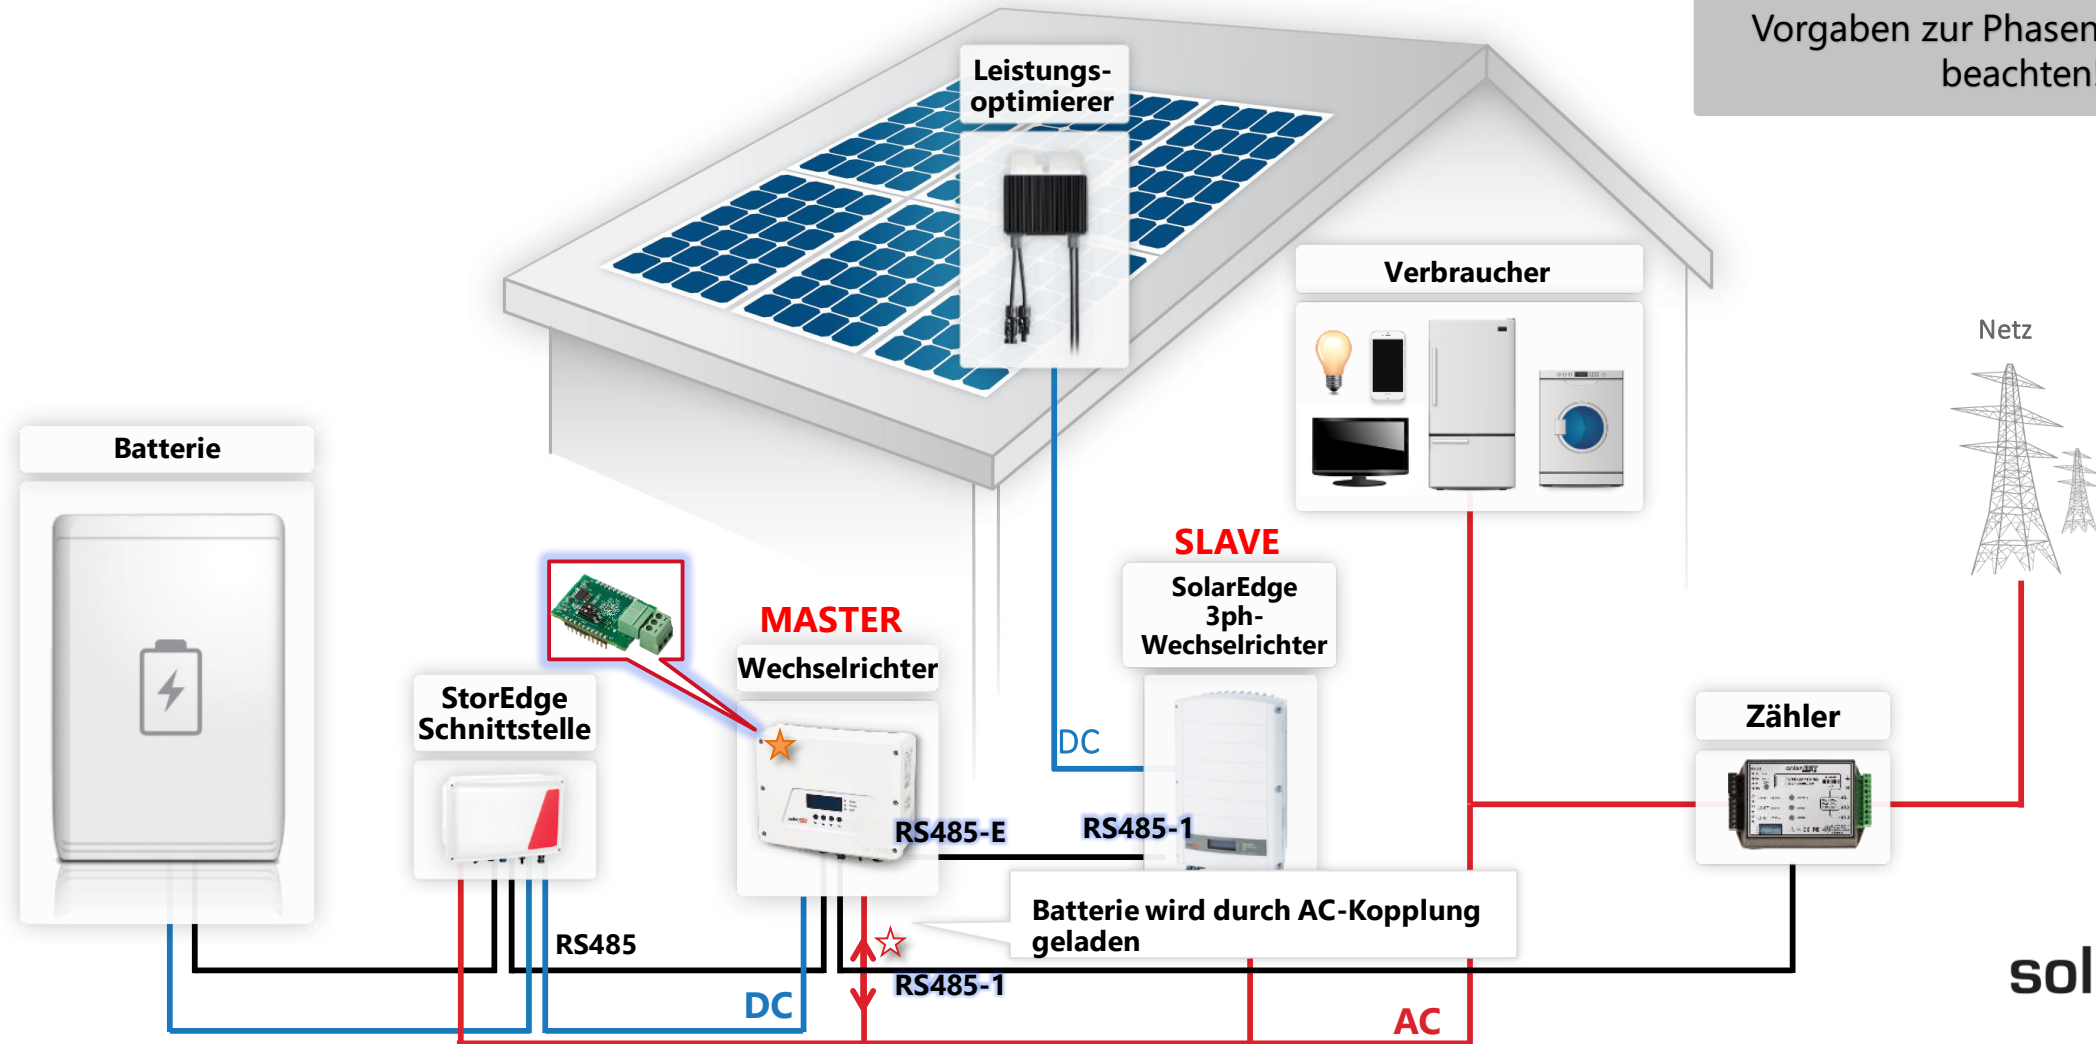 Vorgaben zur Phasen
beachten!
Leistungs-
optimierer
Verbraucher
Netz
Batterie
SLAVE
SolarEdge
3ph-
Wechselrichter
MASTER
Wechselrichter
StorEdge
Schnittstelle
Zähler
DC
RS485-E
RS485-1
Batterie wird durch AC-Kopplung
geladen
RS485
RS485-1
DC
AC
sol